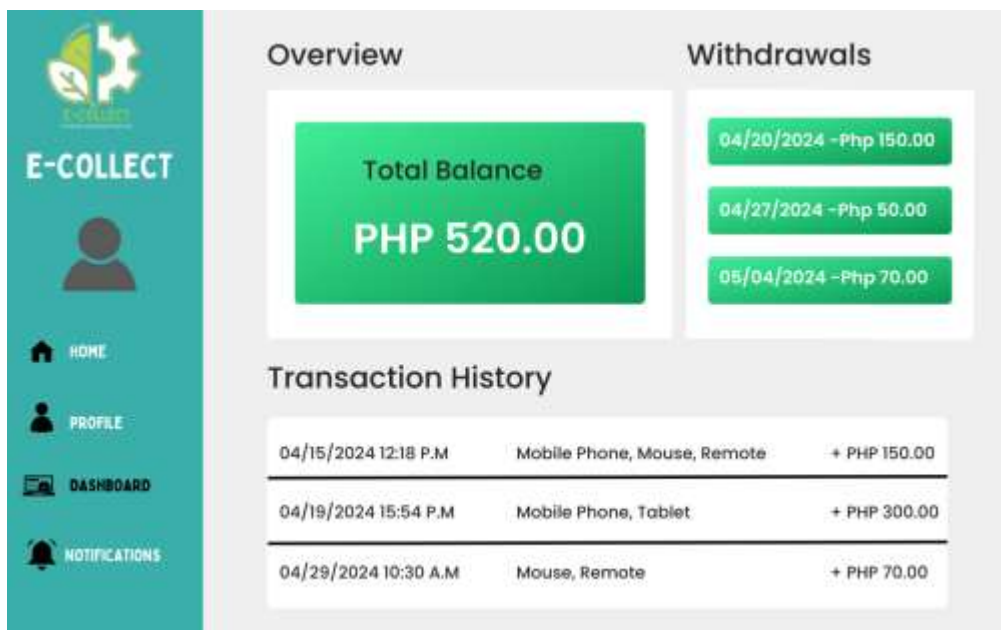 E-COLLECT
E-COLLECT
HOME
PROFILE
DASHBOARD
NOTIFICATIONS
Overview
Total Balance
PHP 520.00
Withdrawals
04/20/2024 -Php 150.00
04/27/2024 -Php 50.00
05/04/2024 -Php 70.00
Transaction History
04/15/2024 12:18 P.M Mobile Phone, Mouse, Remote + PHP 150.00
04/19/2024 15:54 P.M Mobile Phone, Tablet + PHP 300.00
04/29/2024 10:30 A.M Mouse, Remote + PHP 70.00